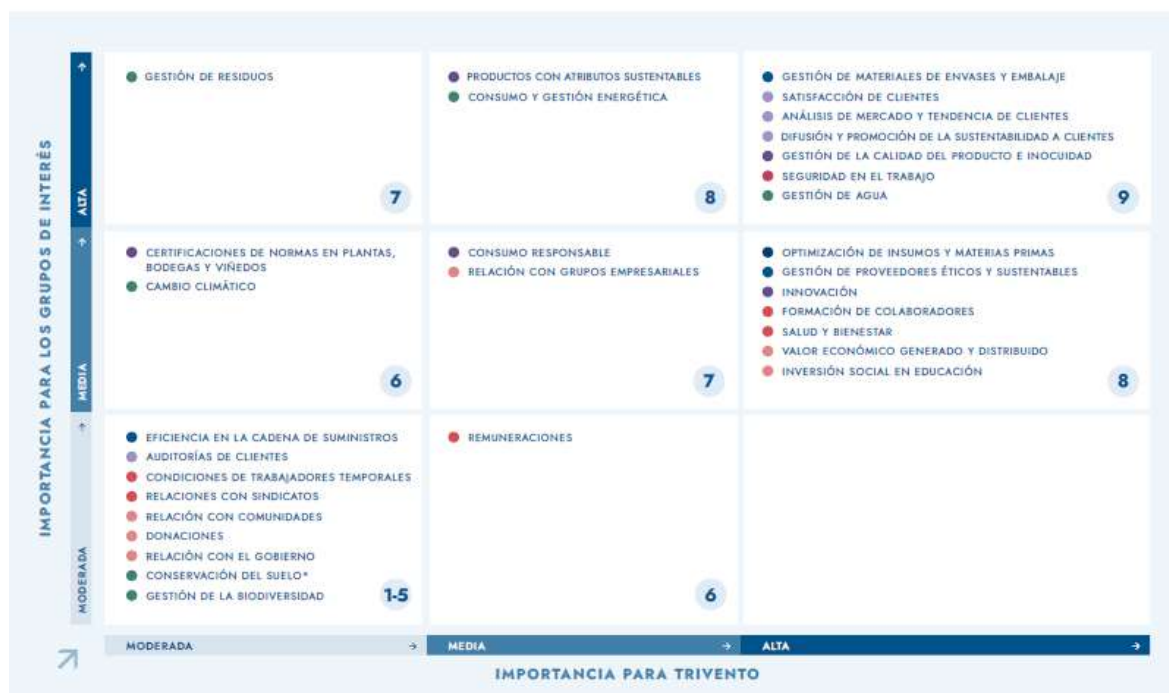 IMPORTANCIA PARA LOS GRUPOS DE INTERÉS
ALTA
GESTIÓN DE RESIDUOS
7
PRODUCTOS CON ATRIBUTOS SUSTENTABLES
CONSUMO Y GESTIÓN ENERGÉTICA
8
GESTIÓN DE MATERIALES DE ENVASES Y EMBALAJE
SATISFACCIÓN DE CLIENTES
ANÁLISIS DE MERCADO Y TENDENCIA DE CLIENTES
DIFUSIÓN Y PROMOCIÓN DE LA SUSTENTABILIDAD A CLIENTES
GESTIÓN DE LA CALIDAD DEL PRODUCTO E INOCUIDAD
SEGURIDAD EN EL TRABAJO
GESTIÓN DE AGUA
9
MEDIA
CERTIFICACIONES DE NORMAS EN PLANTAS,
BODEGAS Y VIÑEDOS
CAMBIO CLIMÁTICO
6
CONSUMO RESPONSABLE
RELACIÓN CON GRUPOS EMPRESARIALES
7
OPTIMIZACIÓN DE INSUMOS Y MATERIAS PRIMAS
GESTIÓN DE PROVEEDORES ÉTICOS Y SUSTENTABLES
INNOVACIÓN
FORMACIÓN DE COLABORADORES
SALUD Y BIENESTAR
VALOR ECONÓMICO GENERADO Y DISTRIBUIDO
INVERSIÓN SOCIAL EN EDUCACIÓN
8
MODERADA
EFICIENCIA EN LA CADENA DE SUMINISTROS
AUDITORÍAS DE CLIENTES
CONDICIONES DE TRABAJADORES TEMPORALES
RELACIONES CON SINDICATOS
RELACIÓN CON COMUNIDADES
DONACIONES
RELACIÓN CON EL GOBIERNO
CONSERVACIÓN DEL SUELO*
GESTIÓN DE LA BIODIVERSIDAD
1-5
REMUNERACIONES
6
MODERADA
MEDIA
ALTA
IMPORTANCIA PARA TRIVENTO